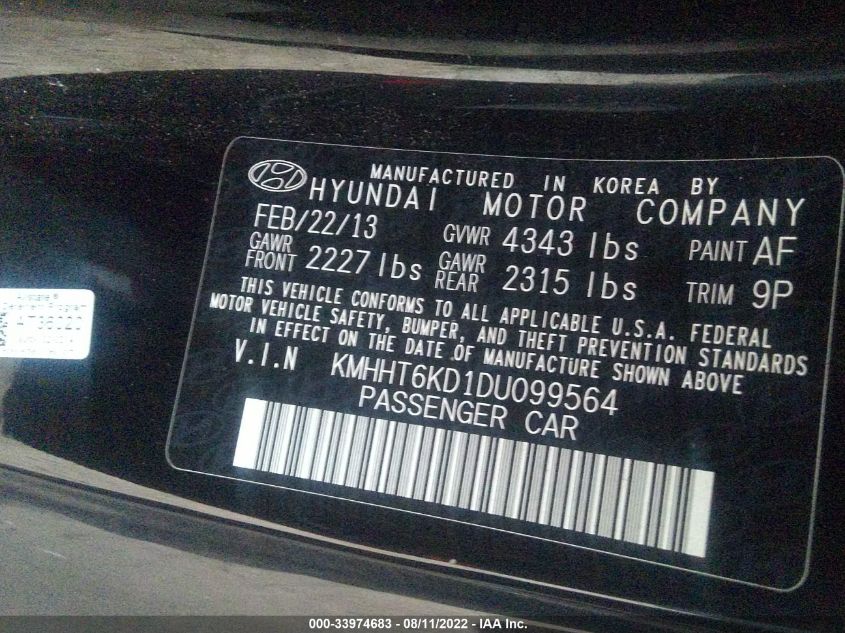 MANUFACTURED IN KOREA BY
HYUNDAI MOTOR COMPANY
FEB/22/13 GVWR 4343 lbs PAINT AF
GAWR FRONT 2227 lbs GAWR REAR 2315 lbs TRIM 9P
THIS VEHICLE CONFORMS TO ALL APPLICABLE U.S.A. FEDERAL
MOTOR VEHICLE SAFETY, BUMPER, AND THEFT PREVENTION STANDARDS
IN EFFECT ON THE DATE OF MANUFACTURE SHOWN ABOVE
V.I.N KMHHT6KD1DU099564
PASSENGER CAR
000-33974683 - 08/11/2022 - IAA Inc.